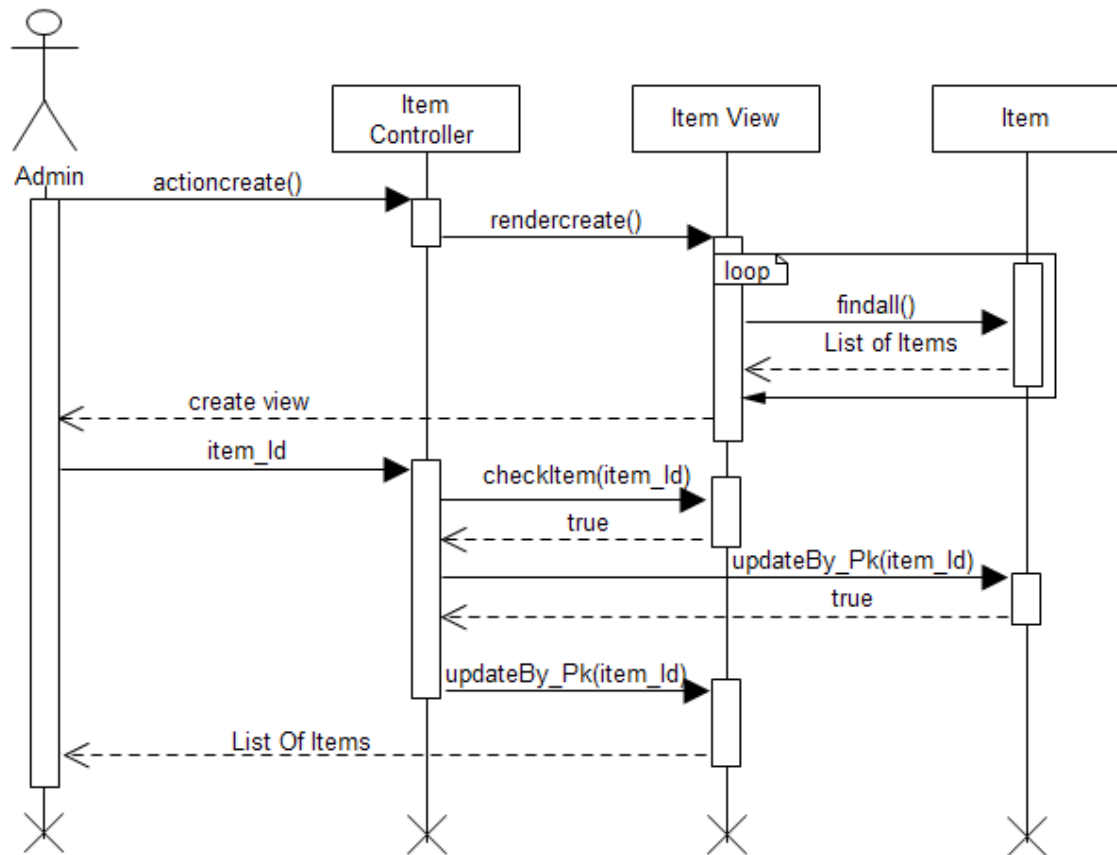 Item
Controller
Item View
Item
Admin
actioncreate()
rendercreate()
loop
findall()
List of Items
create view
item_Id
checkItem(item_Id)
true
updateBy_Pk(item_Id)
true
updateBy_Pk(item_Id)
List Of Items